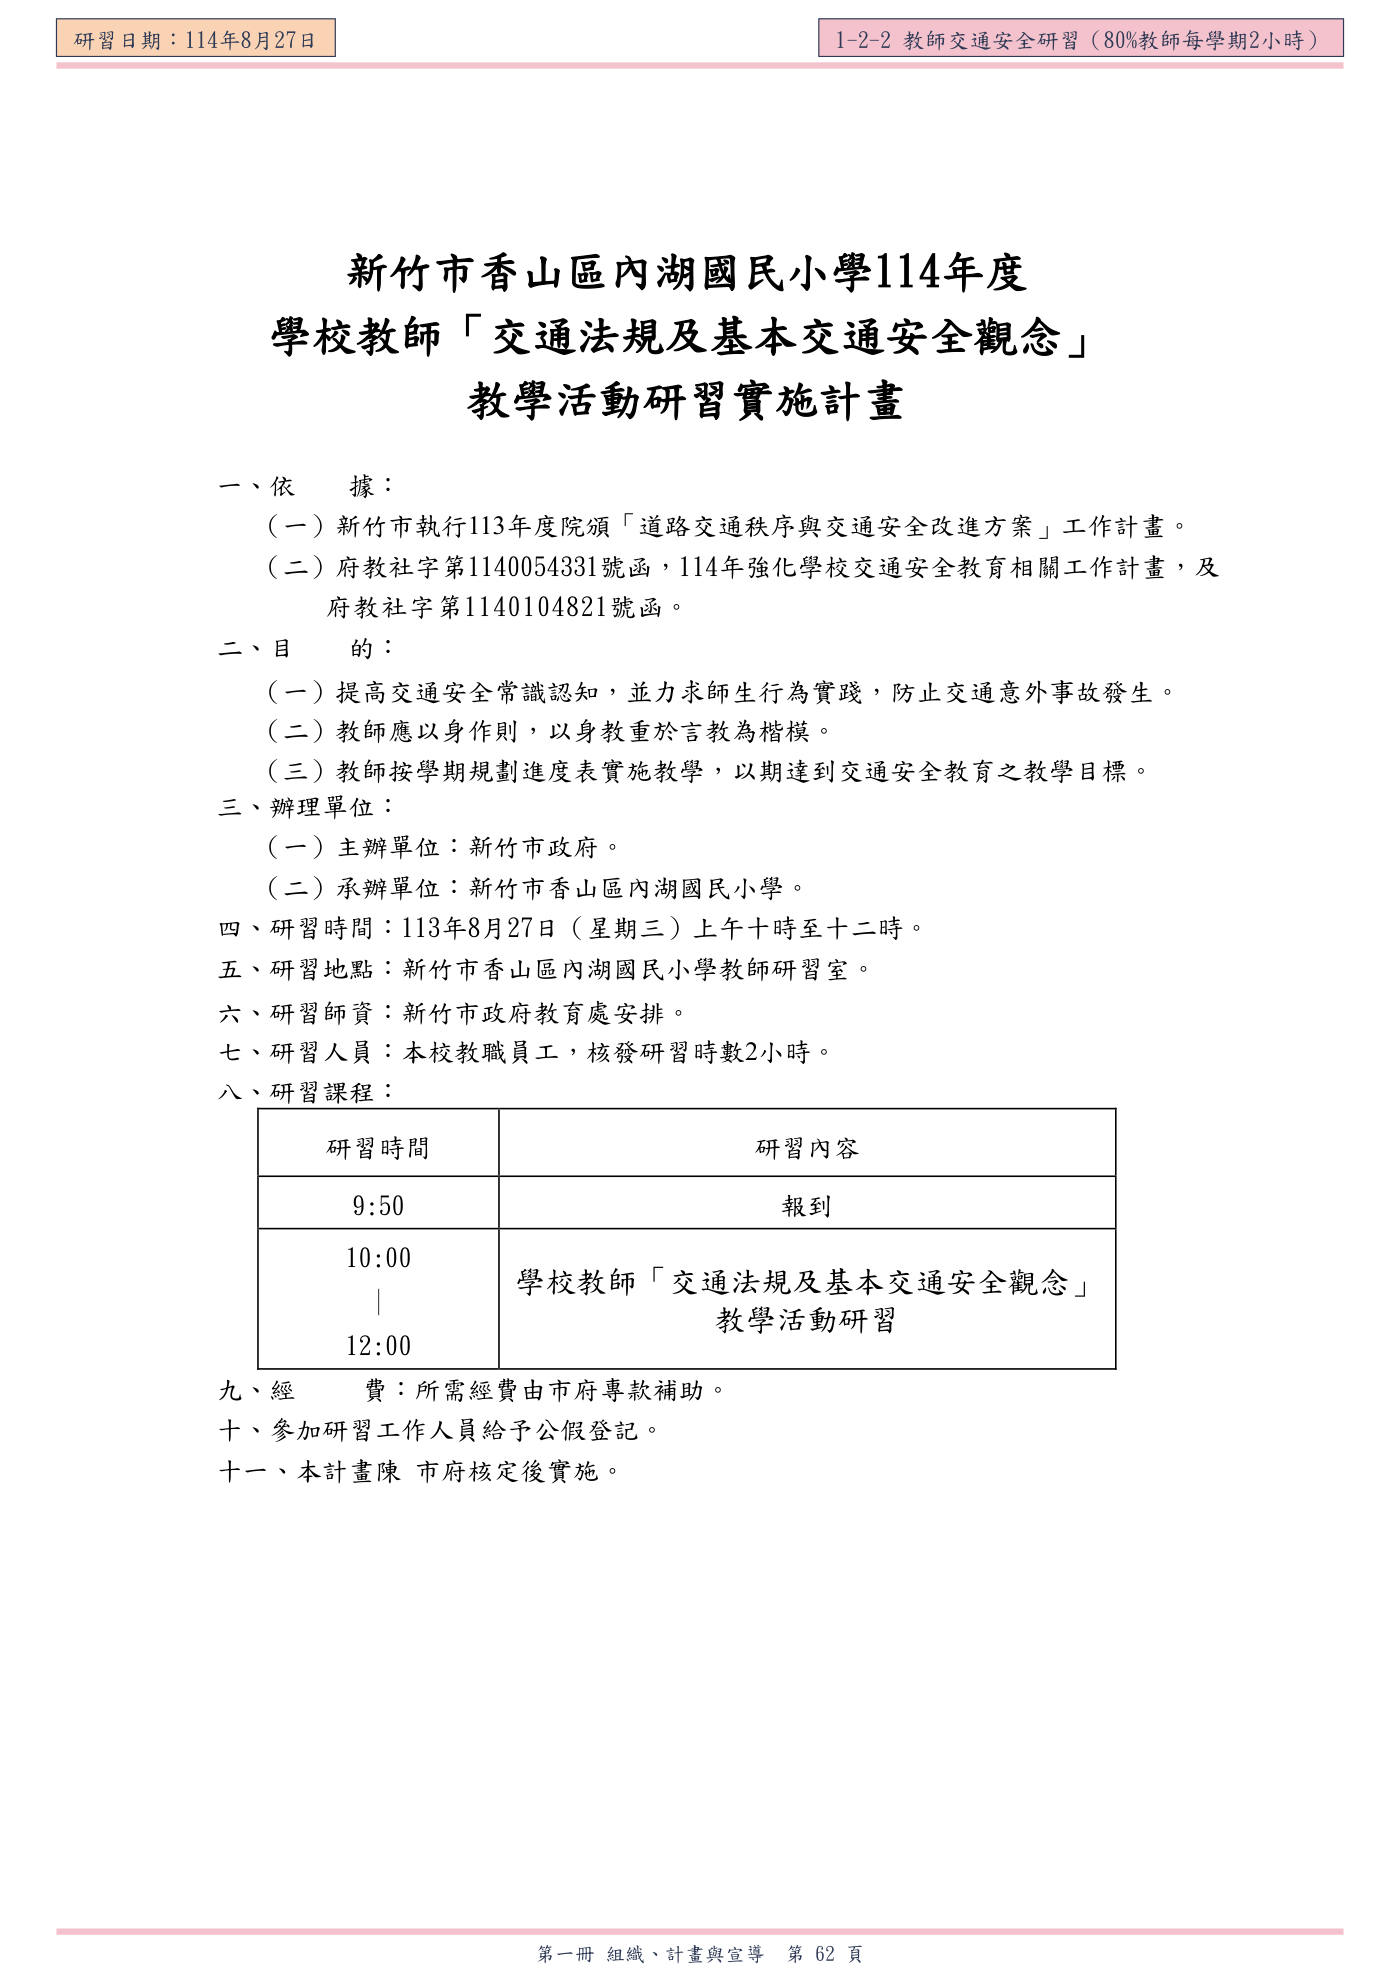 研習日期：114年8月27日
1-2-2 教師交通安全研習（80%教師每學期2小時）
新竹市香山區內湖國民小學114年度
學校教師「交通法規及基本交通安全觀念」
教學活動研習實施計畫
一、依　　據：
（一）新竹市執行113年度院頒「道路交通秩序與交通安全改進方案」工作計畫。
（二）府教社字第1140054331號函，114年強化學校交通安全教育相關工作計畫，及
府教社字第1140104821號函。
二、目　　的：
（一）提高交通安全常識認知，並力求師生行為實踐，防止交通意外事故發生。
（二）教師應以身作則，以身教重於言教為楷模。
（三）教師按學期規劃進度表實施教學，以期達到交通安全教育之教學目標。
三、辦理單位：
（一）主辦單位：新竹市政府。
（二）承辦單位：新竹市香山區內湖國民小學。
四、研習時間：113年8月27日（星期三）上午十時至十二時。
五、研習地點：新竹市香山區內湖國民小學教師研習室。
六、研習師資：新竹市政府教育處安排。
七、研習人員：本校教職員工，核發研習時數2小時。
八、研習課程：
研習時間　研習內容
9:50　報到
10:00
｜
12:00
學校教師「交通法規及基本交通安全觀念」
教學活動研習
九、經　　費：所需經費由市府專款補助。
十、參加研習工作人員給予公假登記。
十一、本計畫陳 市府核定後實施。
第一冊 組織、計畫與宣導　第 62 頁